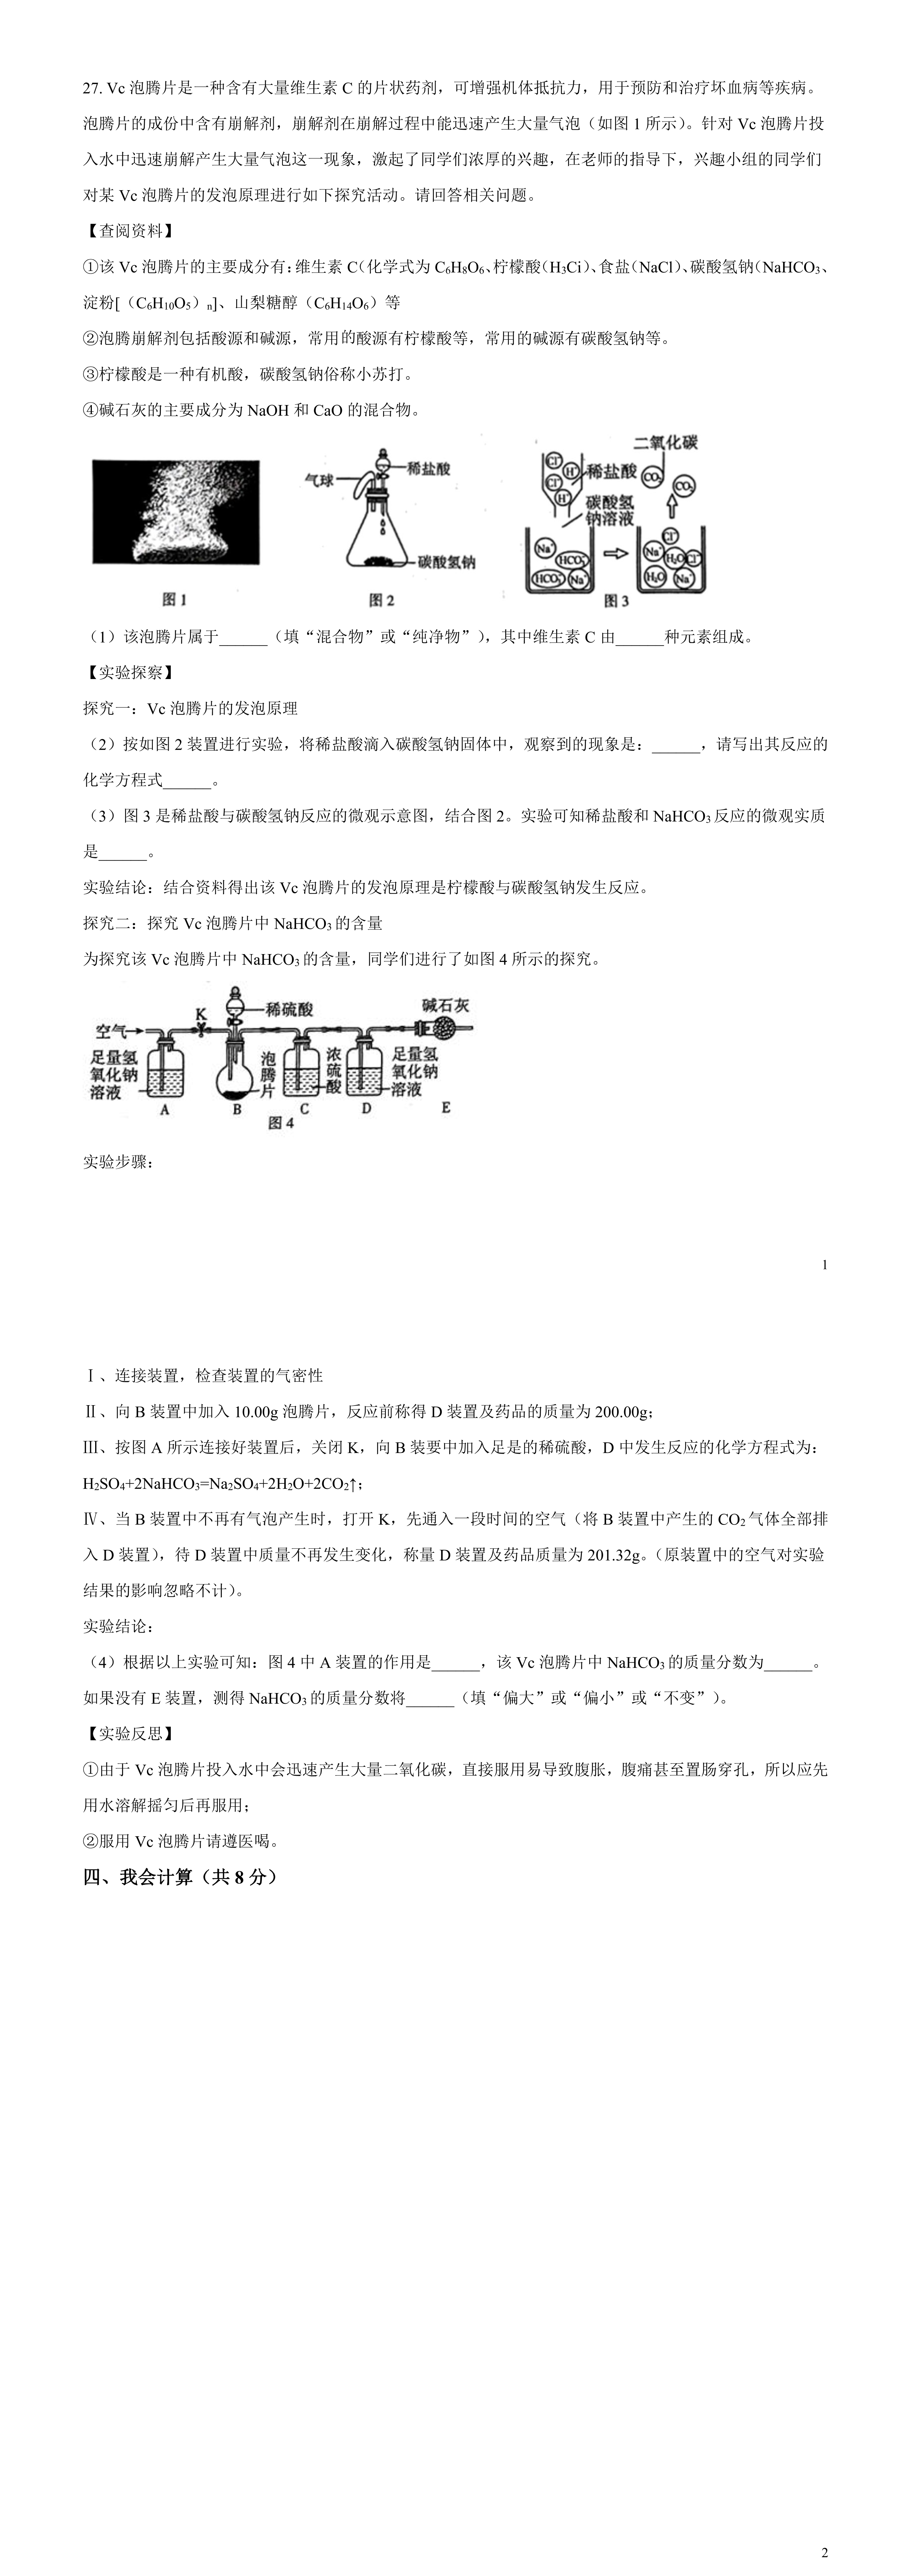 27. Vc 泡腾片是一种含有大量维生素 C 的片状药剂，可增强机体抵抗力，用于预防和治疗坏血病等疾病。
泡腾片的成份中含有崩解剂，崩解剂在崩解过程中能迅速产生大量气泡（如图 1 所示）。针对 Vc 泡腾片投
入水中迅速崩解产生大量气泡这一现象，激起了同学们浓厚的兴趣，在老师的指导下，兴趣小组的同学们
对某 Vc 泡腾片的发泡原理进行如下探究活动。请回答相关问题。
【查阅资料】
①该 Vc 泡腾片的主要成分有：维生素 C（化学式为 C₆H₈O₆、柠檬酸（H₃Ci）、食盐（NaCl）、碳酸氢钠（NaHCO₃、
淀粉[（C₆H₁₀O₅）ₙ]、山梨糖醇（C₆H₁₄O₆）等
②泡腾崩解剂包括酸源和碱源，常用的酸源有柠檬酸等，常用的碱源有碳酸氢钠等。
③柠檬酸是一种有机酸，碳酸氢钠俗称小苏打。
④碱石灰的主要成分为 NaOH 和 CaO 的混合物。
图 1
气球
稀盐酸
碳酸氢钠
图 2
二氧化碳
Cl⁻
H⁺
Cl⁻
H⁺
稀盐酸
CO₂
CO₂
碳酸氢
钠溶液
Na⁺
HCO₃⁻
HCO₃⁻
Na⁺
Cl⁻
Na⁺
H₂O
Cl⁻
H₂O
Na⁺
图 3
（1）该泡腾片属于______（填“混合物”或“纯净物”），其中维生素 C 由______种元素组成。
【实验探察】
探究一：Vc 泡腾片的发泡原理
（2）按如图 2 装置进行实验，将稀盐酸滴入碳酸氢钠固体中，观察到的现象是：______，请写出其反应的
化学方程式______。
（3）图 3 是稀盐酸与碳酸氢钠反应的微观示意图，结合图 2。实验可知稀盐酸和 NaHCO₃ 反应的微观实质
是______。
实验结论：结合资料得出该 Vc 泡腾片的发泡原理是柠檬酸与碳酸氢钠发生反应。
探究二：探究 Vc 泡腾片中 NaHCO₃ 的含量
为探究该 Vc 泡腾片中 NaHCO₃ 的含量，同学们进行了如图 4 所示的探究。
空气
K
稀硫酸
碱石灰
足量氢
氧化钠
溶液
泡
腾
片
浓
硫
酸
足量氢
氧化钠
溶液
A
B
C
D
E
图 4
实验步骤：
1
Ⅰ、连接装置，检查装置的气密性
Ⅱ、向 B 装置中加入 10.00g 泡腾片，反应前称得 D 装置及药品的质量为 200.00g；
Ⅲ、按图 A 所示连接好装置后，关闭 K，向 B 装要中加入足是的稀硫酸，D 中发生反应的化学方程式为：
H₂SO₄+2NaHCO₃=Na₂SO₄+2H₂O+2CO₂↑；
Ⅳ、当 B 装置中不再有气泡产生时，打开 K，先通入一段时间的空气（将 B 装置中产生的 CO₂ 气体全部排
入 D 装置），待 D 装置中质量不再发生变化，称量 D 装置及药品质量为 201.32g。（原装置中的空气对实验
结果的影响忽略不计）。
实验结论：
（4）根据以上实验可知：图 4 中 A 装置的作用是______，该 Vc 泡腾片中 NaHCO₃ 的质量分数为______。
如果没有 E 装置，测得 NaHCO₃ 的质量分数将______（填“偏大”或“偏小”或“不变”）。
【实验反思】
①由于 Vc 泡腾片投入水中会迅速产生大量二氧化碳，直接服用易导致腹胀，腹痛甚至置肠穿孔，所以应先
用水溶解摇匀后再服用；
②服用 Vc 泡腾片请遵医喝。
四、我会计算（共 8 分）
2